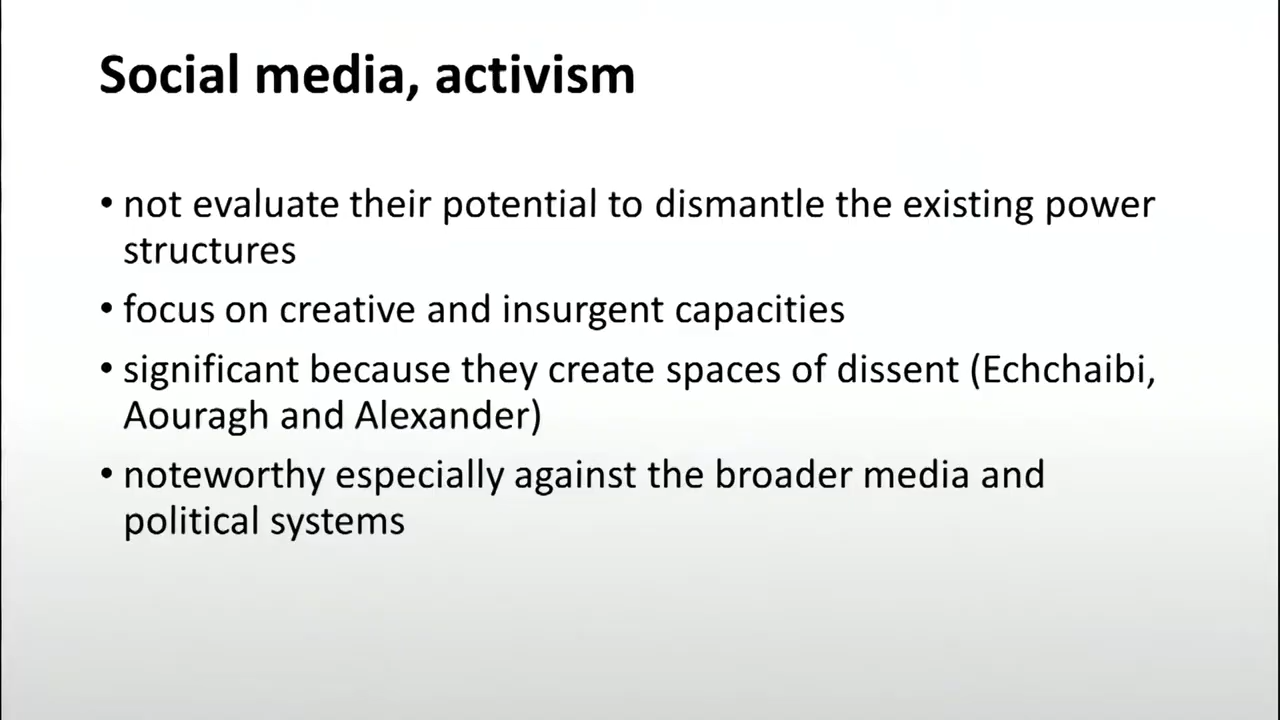 Social media, activism
• not evaluate their potential to dismantle the existing power
structures
• focus on creative and insurgent capacities
• significant because they create spaces of dissent (Echchaibi,
Aouragh and Alexander)
• noteworthy especially against the broader media and
political systems